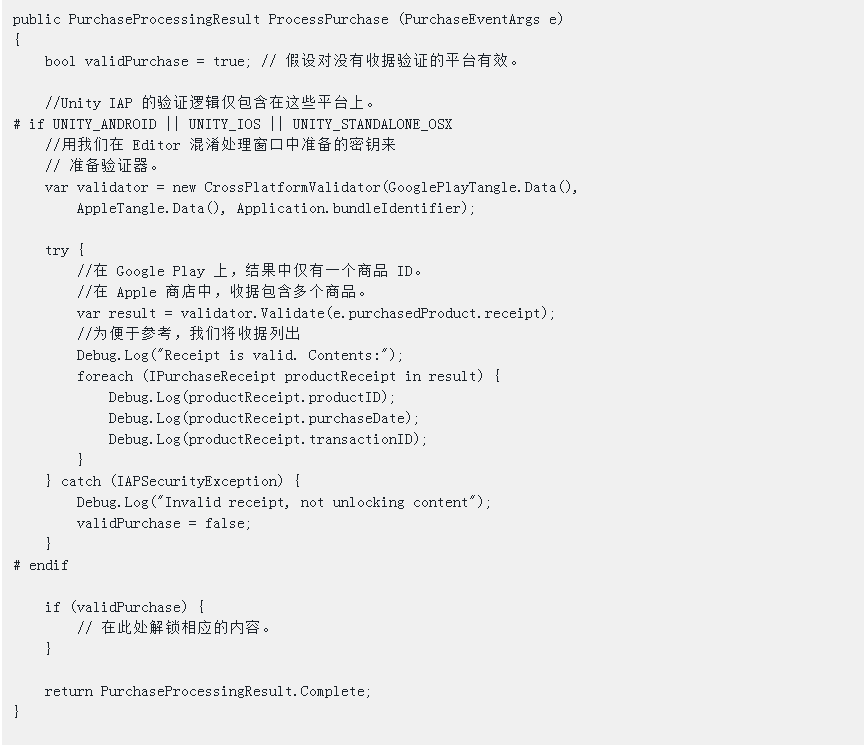 public PurchaseProcessingResult ProcessPurchase (PurchaseEventArgs e)
{
    bool validPurchase = true; // 假设对没有收据验证的平台有效。

    //Unity IAP 的验证逻辑仅包含在这些平台上。
# if UNITY_ANDROID || UNITY_IOS || UNITY_STANDALONE_OSX
    //用我们在 Editor 混淆处理窗口中准备的密钥来
    // 准备验证器。
    var validator = new CrossPlatformValidator(GooglePlayTangle.Data(),
        AppleTangle.Data(), Application.bundleIdentifier);

    try {
        //在 Google Play 上，结果中仅有一个商品 ID。
        //在 Apple 商店中，收据包含多个商品。
        var result = validator.Validate(e.purchasedProduct.receipt);
        //为便于参考，我们将收据列出
        Debug.Log("Receipt is valid. Contents:");
        foreach (IPurchaseReceipt productReceipt in result) {
            Debug.Log(productReceipt.productID);
            Debug.Log(productReceipt.purchaseDate);
            Debug.Log(productReceipt.transactionID);
        }
    } catch (IAPSecurityException) {
        Debug.Log("Invalid receipt, not unlocking content");
        validPurchase = false;
    }
# endif

    if (validPurchase) {
        // 在此处解锁相应的内容。
    }

    return PurchaseProcessingResult.Complete;
}